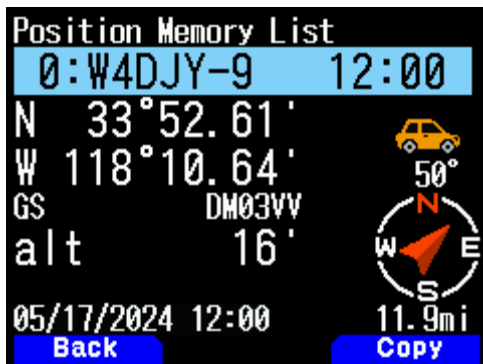 Position Memory List
0:W4DJY-9 12:00
N 33°52.61'
W 118°10.64'
50°
GS DM03VV
N
alt 16'
W E
S
05/17/2024 12:00 11.9mi
Back Copy